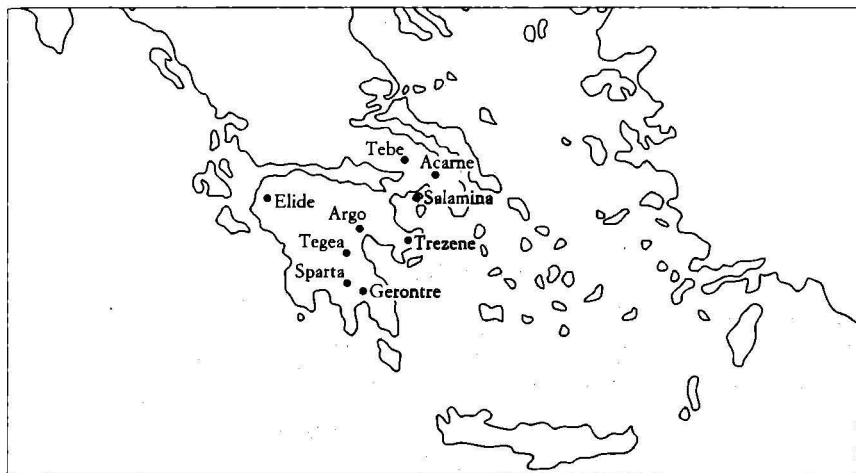 Tebe
Acarne
Elide
Salamina
Argo
Tegea
Trezene
Sparta
Gerontre